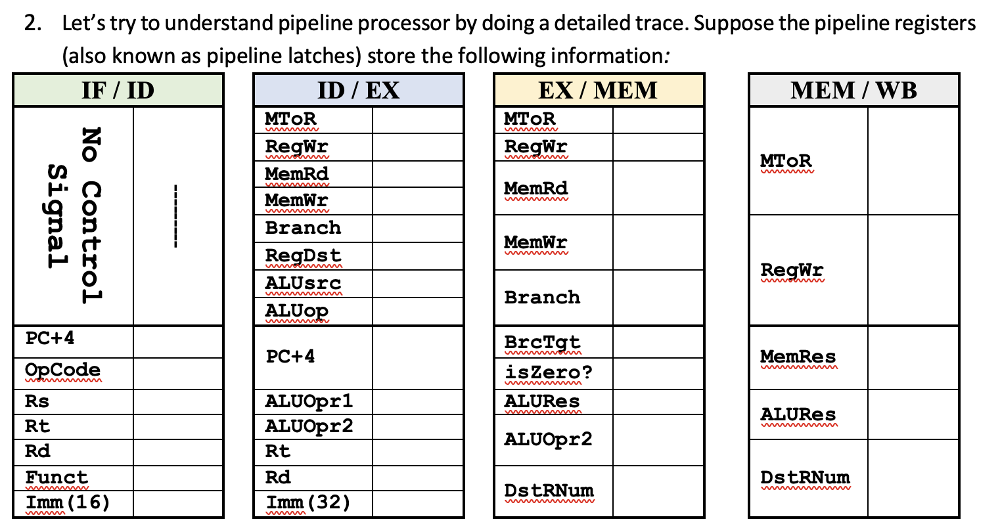 2. Let's try to understand pipeline processor by doing a detailed trace. Suppose the pipeline registers
(also known as pipeline latches) store the following information:
IF / ID
No Control
Signal
--------
PC+4
OpCode
Rs
Rt
Rd
Funct
Imm(16)
ID / EX
MToR
RegWr
MemRd
MemWr
Branch
RegDst
ALUsrc
ALUop
PC+4
ALUOpr1
ALUOpr2
Rt
Rd
Imm(32)
EX / MEM
MToR
RegWr
MemRd
MemWr
Branch
BrcTgt
isZero?
ALURes
ALUOpr2
DstRNum
MEM / WB
MToR
RegWr
MemRes
ALURes
DstRNum